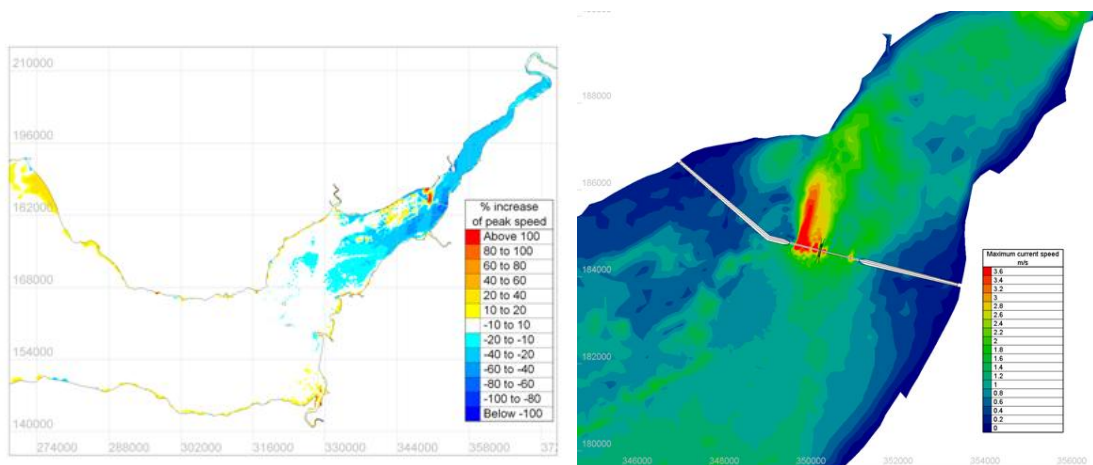 210000
196000
182000
168000
154000
140000
274000 288000 302000 316000 330000 344000 358000 372
% increase
of peak speed
Above 100
80 to 100
60 to 80
40 to 60
20 to 40
10 to 20
-10 to 10
-20 to -10
-40 to -20
-60 to -40
-80 to -60
-100 to -80
Below -100
188000
186000
184000
182000
180000
346000 348000 350000 352000 354000 356000
Maximum current speed
m/s
3.6
3.4
3.2
3
2.8
2.6
2.4
2.2
2
1.8
1.6
1.4
1.2
1
0.8
0.6
0.4
0.2
0